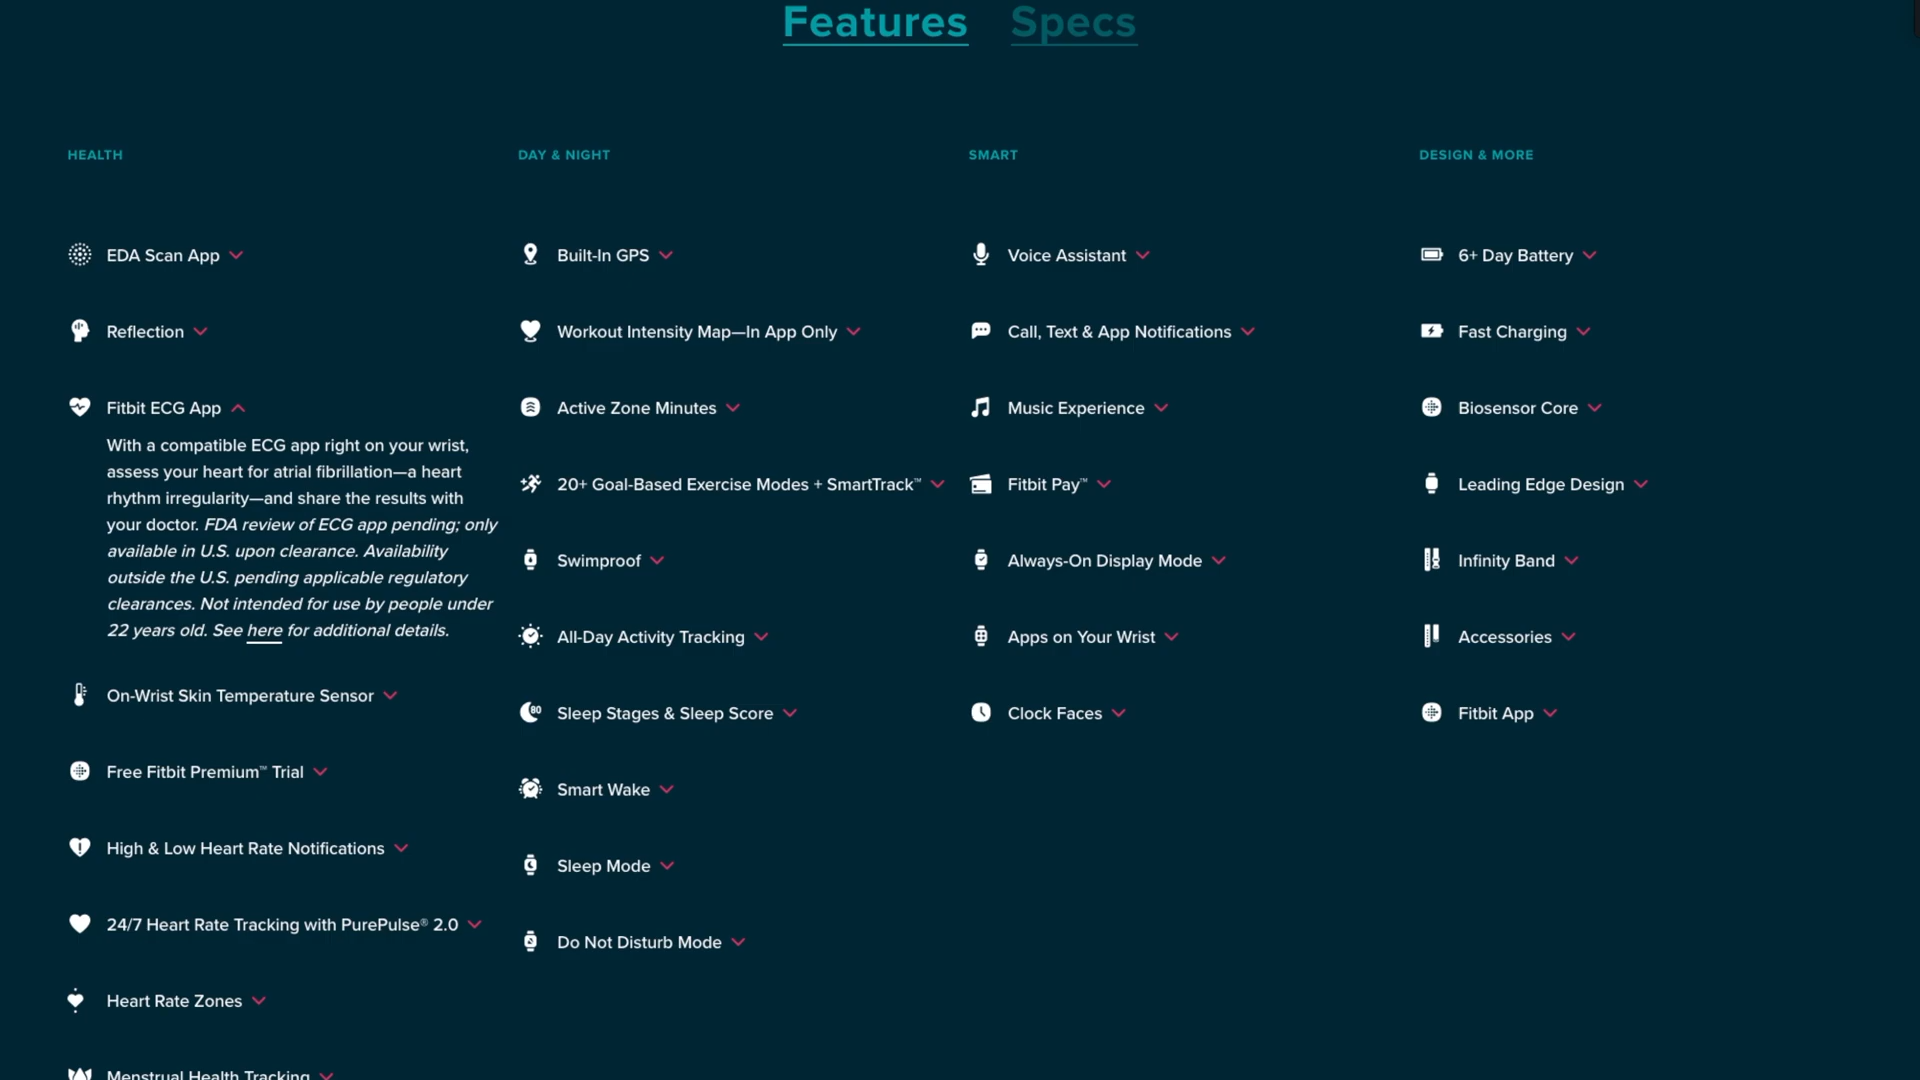 Features Specs
HEALTH
EDA Scan App
Reflection
Fitbit ECG App
With a compatible ECG app right on your wrist,
assess your heart for atrial fibrillation—a heart
rhythm irregularity—and share the results with
your doctor. FDA review of ECG app pending; only
available in U.S. upon clearance. Availability
outside the U.S. pending applicable regulatory
clearances. Not intended for use by people under
22 years old. See here for additional details.
On-Wrist Skin Temperature Sensor
Free Fitbit Premium™ Trial
High & Low Heart Rate Notifications
24/7 Heart Rate Tracking with PurePulse® 2.0
Heart Rate Zones
Menstrual Health Tracking
DAY & NIGHT
Built-In GPS
Workout Intensity Map—In App Only
Active Zone Minutes
20+ Goal-Based Exercise Modes + SmartTrack™
Swimproof
All-Day Activity Tracking
80
Sleep Stages & Sleep Score
Smart Wake
Sleep Mode
Do Not Disturb Mode
SMART
Voice Assistant
Call, Text & App Notifications
Music Experience
Fitbit Pay™
Always-On Display Mode
Apps on Your Wrist
Clock Faces
DESIGN & MORE
6+ Day Battery
Fast Charging
Biosensor Core
Leading Edge Design
Infinity Band
Accessories
Fitbit App